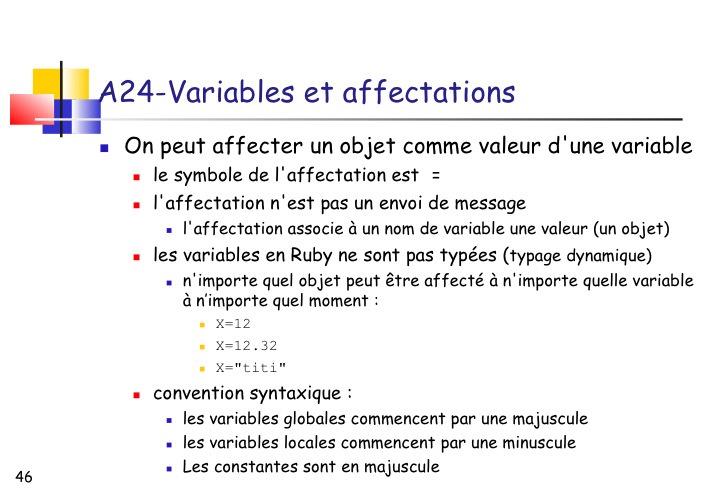 A24-Variables et affectations
On peut affecter un objet comme valeur d'une variable
le symbole de l'affectation est =
l'affectation n'est pas un envoi de message
l'affectation associe à un nom de variable une valeur (un objet)
les variables en Ruby ne sont pas typées (typage dynamique)
n'importe quel objet peut être affecté à n'importe quelle variable
à n’importe quel moment :
X=12
X=12.32
X="titi"
convention syntaxique :
les variables globales commencent par une majuscule
les variables locales commencent par une minuscule
Les constantes sont en majuscule
46